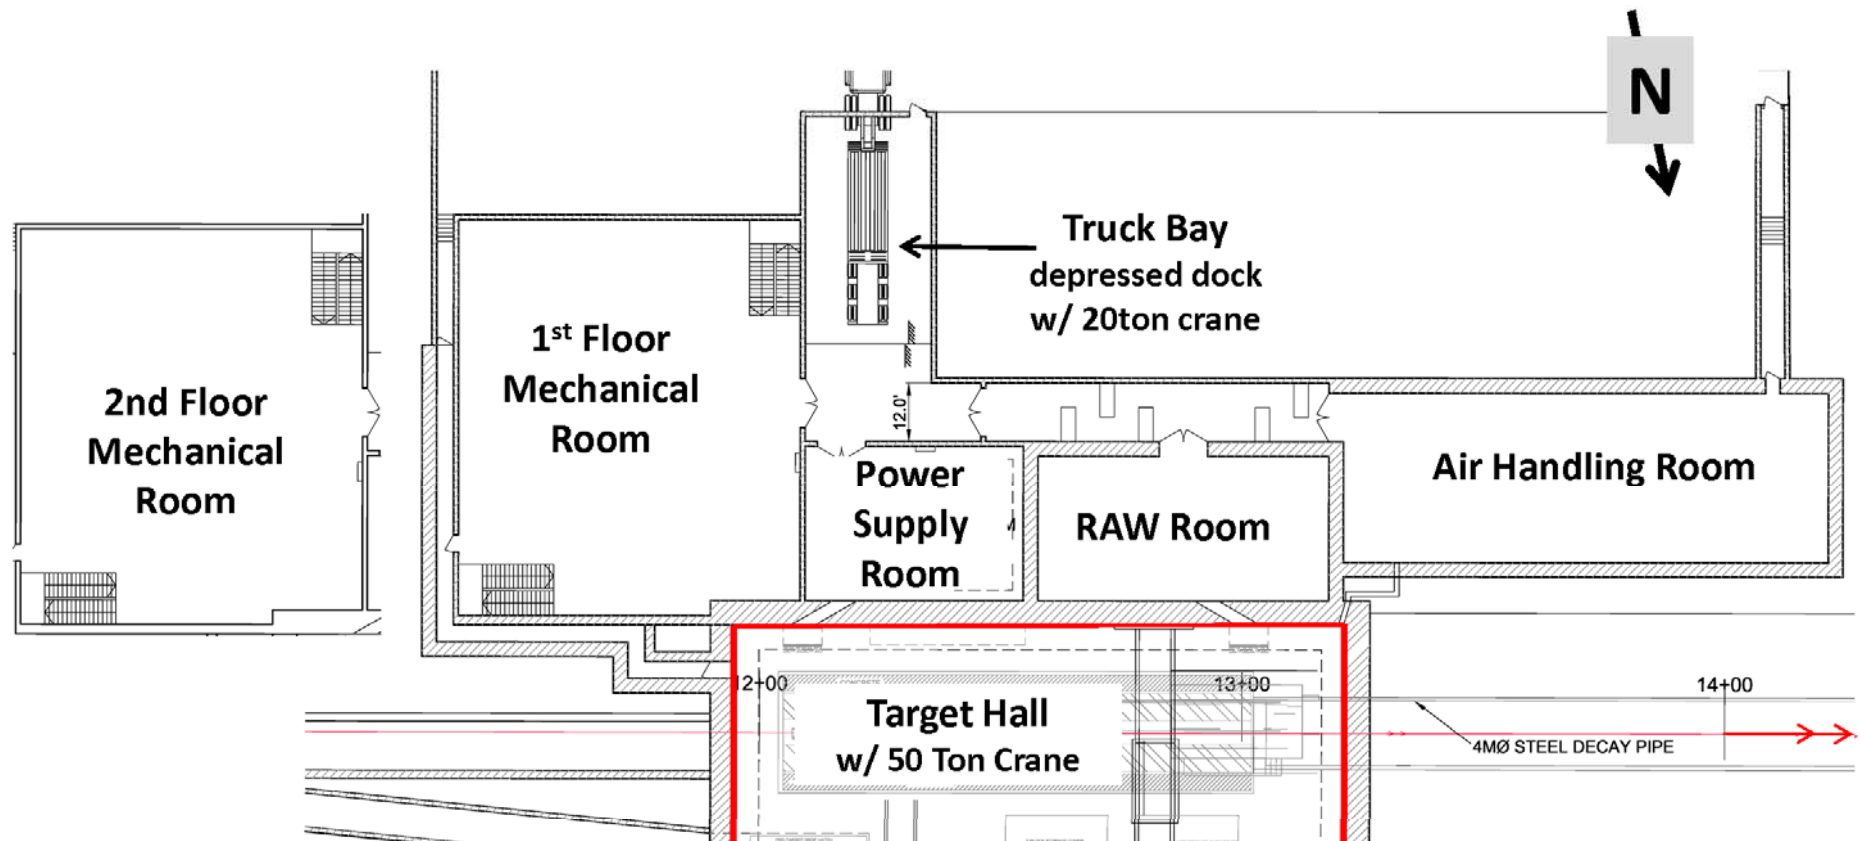 N
Truck Bay
depressed dock
w/ 20ton crane
1st Floor
Mechanical
Room
2nd Floor
Mechanical
Room
12.0'
Power
Supply
Room
RAW Room
Air Handling Room
12+00
CONCRETE
13+00
14+00
Target Hall
w/ 50 Ton Crane
4MØ STEEL DECAY PIPE